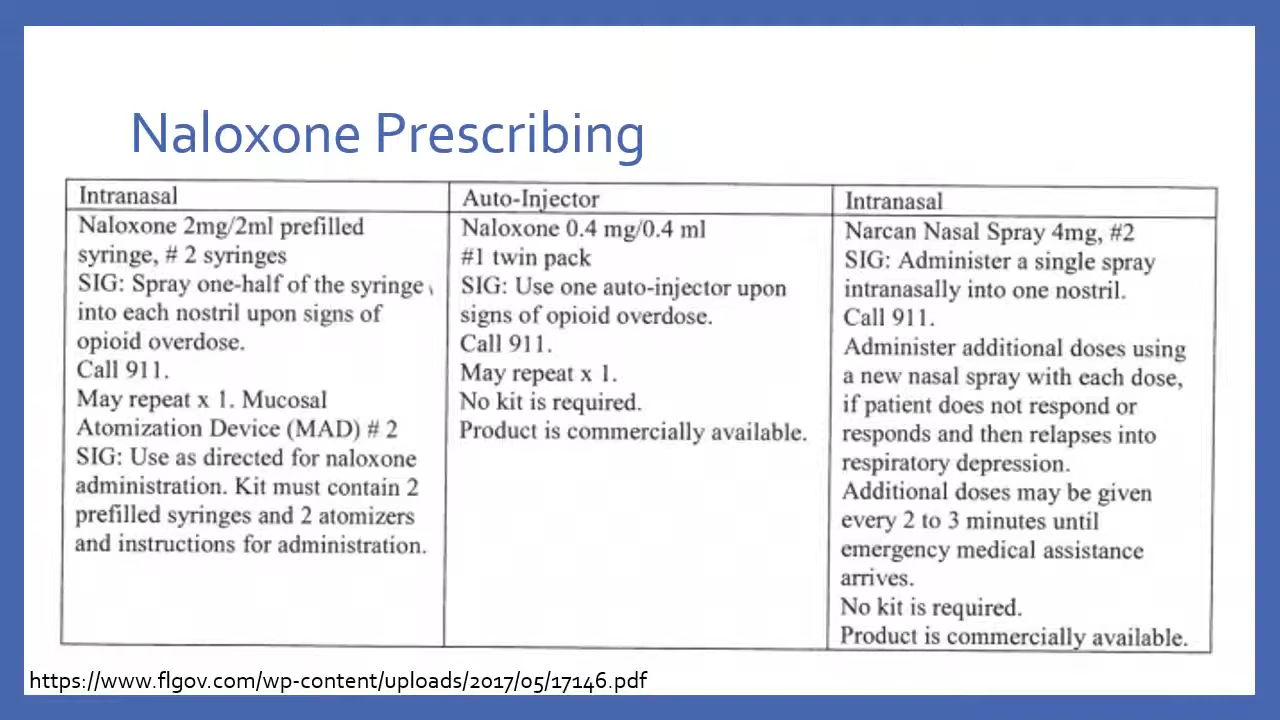 Naloxone Prescribing
Intranasal
Naloxone 2mg/2ml prefilled
syringe, # 2 syringes
SIG: Spray one-half of the syringe
into each nostril upon signs of
opioid overdose.
Call 911.
May repeat x 1. Mucosal
Atomization Device (MAD) # 2
SIG: Use as directed for naloxone
administration. Kit must contain 2
prefilled syringes and 2 atomizers
and instructions for administration.
Auto-Injector
Naloxone 0.4 mg/0.4 ml
#1 twin pack
SIG: Use one auto-injector upon
signs of opioid overdose.
Call 911.
May repeat x 1.
No kit is required.
Product is commercially available.
Intranasal
Narcan Nasal Spray 4mg, #2
SIG: Administer a single spray
intranasally into one nostril.
Call 911.
Administer additional doses using
a new nasal spray with each dose,
if patient does not respond or
responds and then relapses into
respiratory depression.
Additional doses may be given
every 2 to 3 minutes until
emergency medical assistance
arrives.
No kit is required.
Product is commercially available.
https://www.flgov.com/wp-content/uploads/2017/05/17146.pdf